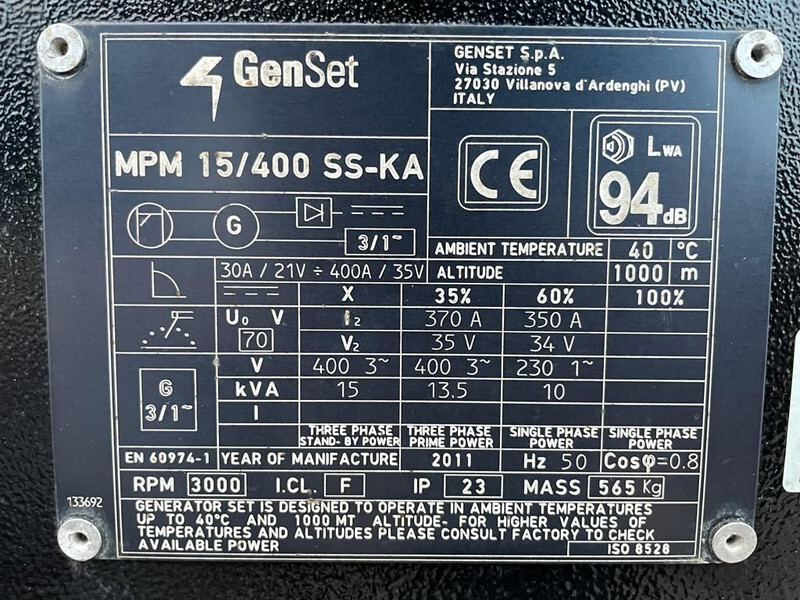 GenSet
GENSET S.p.A.
Via Stazione 5
27030 Villanova d'Ardenghi (PV)
ITALY
MPM 15/400 SS-KA
CE
LWA
94dB
G
3/1~
AMBIENT TEMPERATURE 40 °C
30A / 21V ÷ 400A / 35V ALTITUDE 1000 m
X 35% 60% 100%
U₀ V I₂ 370 A 350 A
70 V₂ 35 V 34 V
V 400 3~ 400 3~ 230 1~
G kVA 15 13.5 10
3/1~ I
THREE PHASE STAND-BY POWER THREE PHASE PRIME POWER SINGLE PHASE POWER SINGLE PHASE POWER
EN 60974-1 YEAR OF MANIFACTURE 2011 Hz 50 Cosφ=0.8
RPM 3000 I.CL. F IP 23 MASS 565 Kg
133692
GENERATOR SET IS DESIGNED TO OPERATE IN AMBIENT TEMPERATURES
UP TO 40°C AND 1000 MT ALTITUDE- FOR HIGHER VALUES OF
TEMPERATURES AND ALTITUDES PLEASE CONSULT FACTORY TO CHECK
AVAILABLE POWER
ISO 8528